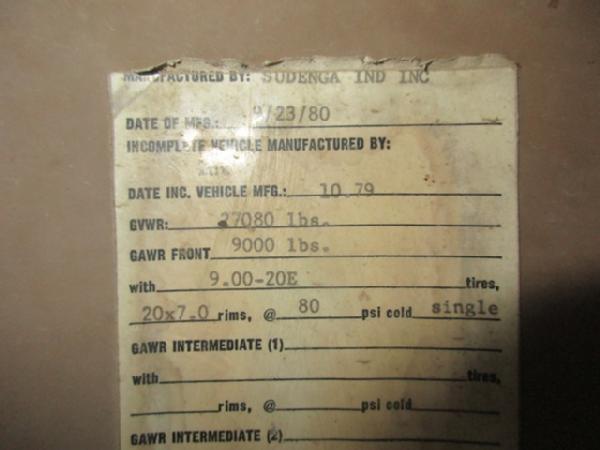 MANUFACTURED BY: SUDENGA IND INC
DATE OF MFG.: 9/23/80
INCOMPLETE VEHICLE MANUFACTURED BY:
DATE INC. VEHICLE MFG.: 10.79
GVWR: 27080 lbs.
GAWR FRONT 9000 lbs.
with 9.00-20E tires,
20x7.0 rims, @ 80 psi cold single
GAWR INTERMEDIATE (1)
with tires,
rims, @ psi cold
GAWR INTERMEDIATE (2)